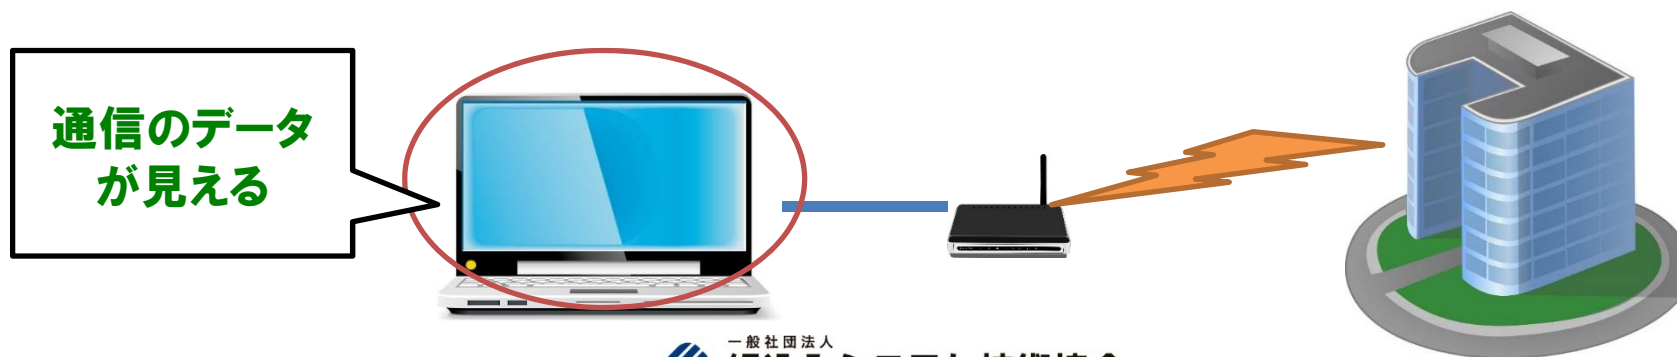 通信のデータ
が見える
一般社団法人